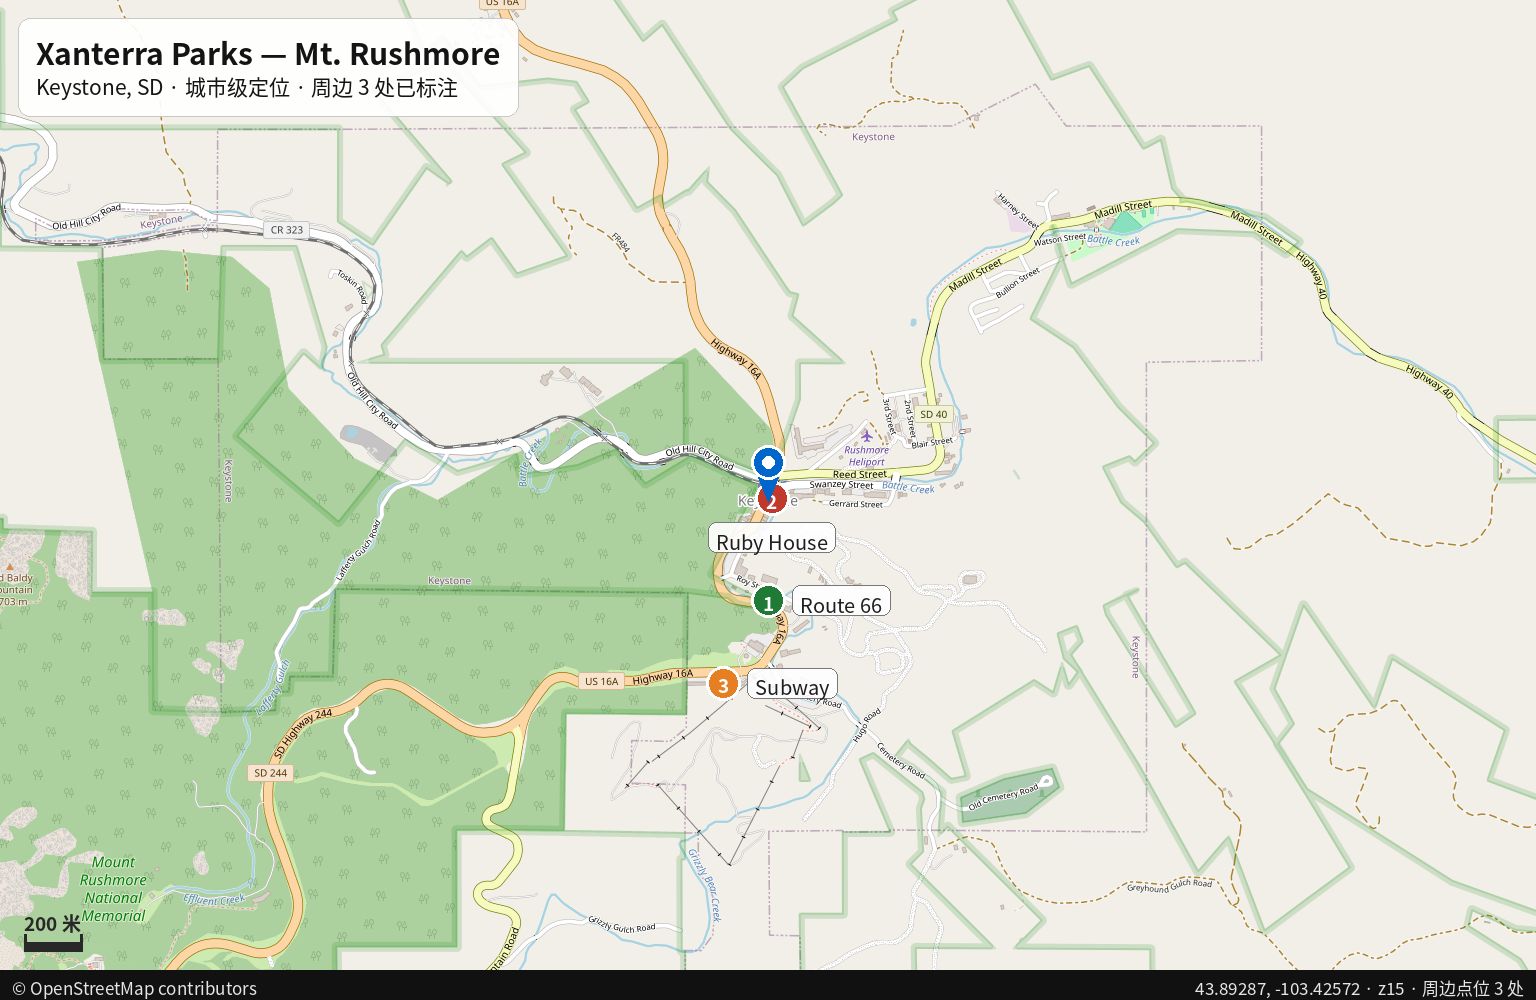 US 16A
Xanterra Parks — Mt. Rushmore
Keystone, SD · 城市级定位 · 周边 3 处已标注
Keystone
Old Hill City Road
Keystone
CR 323
Toskin Road
FR484
Harney Street
Madill Street
Watson Street
Battle Creek
Madill Street
Madill Street
Bullion Street
Highway 40
Highway 16A
Highway 40
Old Hill City Road
3rd Street
2nd Street
SD 40
Blair Street
Rushmore
Heliport
Old Hill City Road
Reed Street
Swanzey Street
Battle Creek
Gerrard Street
Battle Creek
Keystone
2
Ruby House
Lafferty Gulch Road
Keystone
1
Route 66
Keystone
US 16A
Highway 16A
3
Subway
Lafferty Gulch
SD Highway 244
SD 244
Hugo Road
Cemetery Road
Old Cemetery Road
Mount
Rushmore
National
Memorial
Effluent Creek
Grizzly Bear Creek
Greyhound Gulch Road
Grizzly Gulch Road
200 米
© OpenStreetMap contributors
43.89287, -103.42572 · z15 · 周边点位 3 处